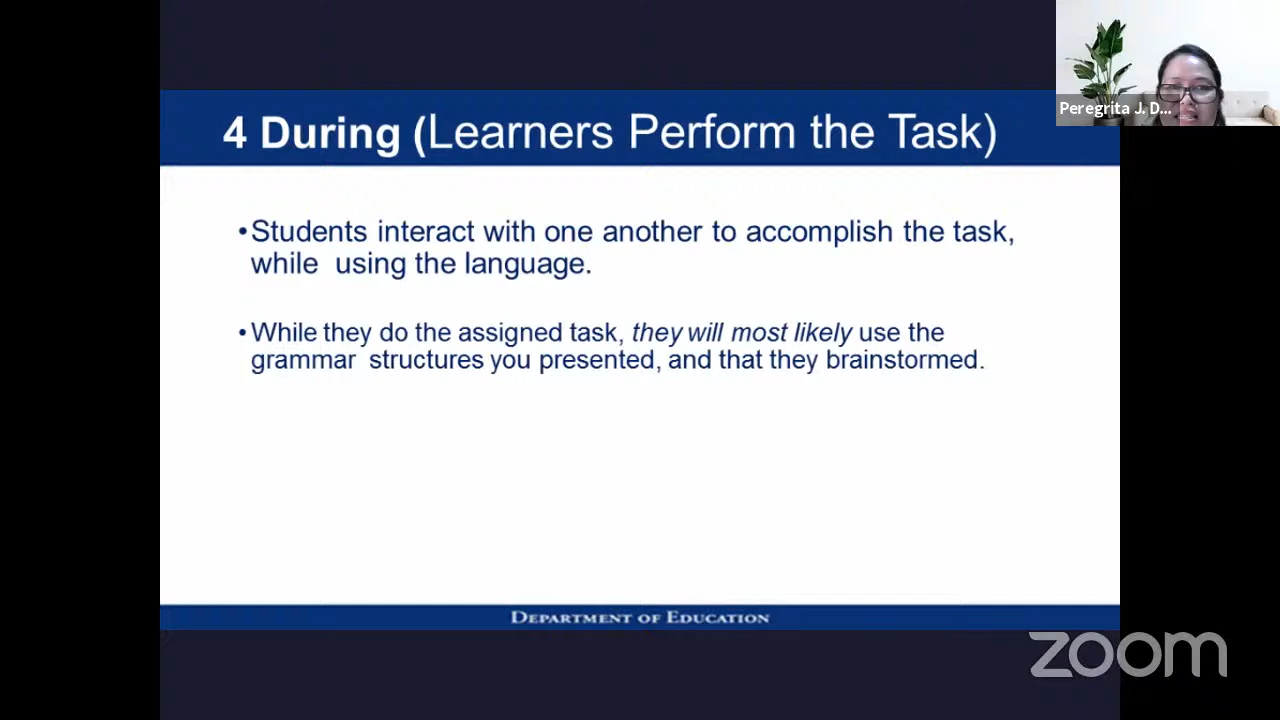 4 During (Learners Perform the Task)
Peregrita J. D...
•Students interact with one another to accomplish the task,
while using the language.
•While they do the assigned task, they will most likely use the
grammar structures you presented, and that they brainstormed.
DEPARTMENT OF EDUCATION
zoom